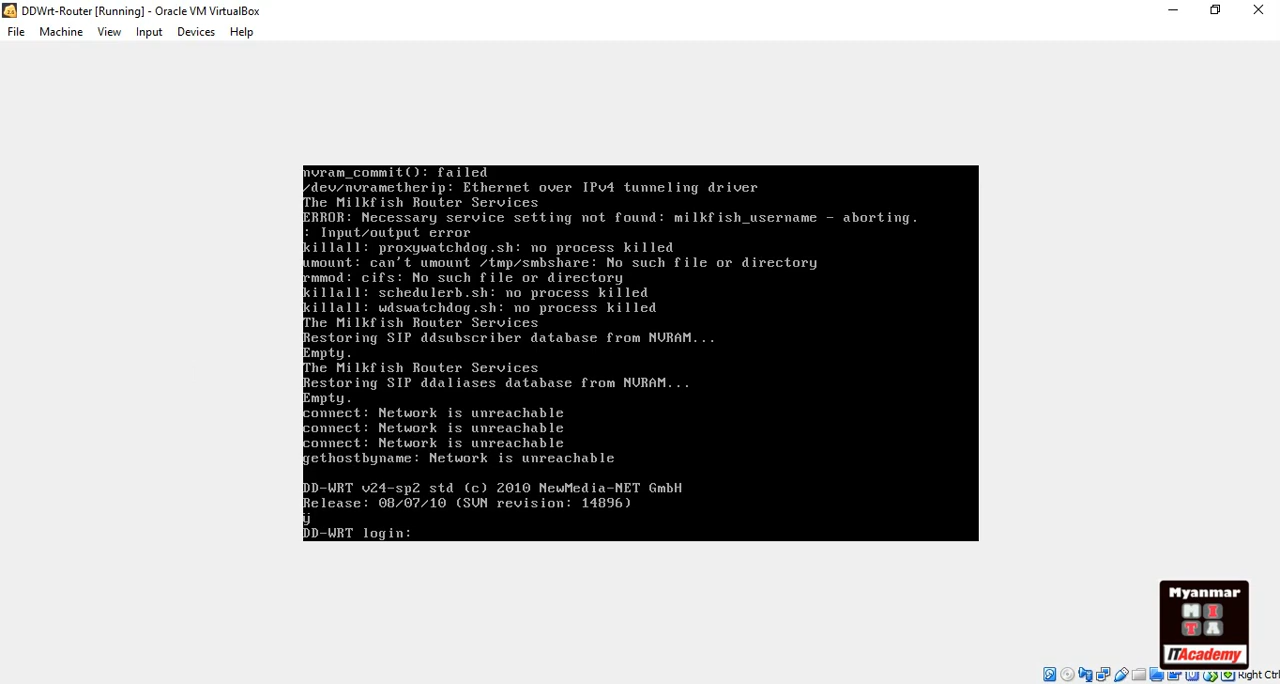 DDWrt-Router [Running] - Oracle VM VirtualBox
File Machine View Input Devices Help
nvram_commit(): failed
/dev/nvrametherip: Ethernet over IPv4 tunneling driver
The Milkfish Router Services
ERROR: Necessary service setting not found: milkfish_username - aborting.
: Input/output error
killall: proxywatchdog.sh: no process killed
umount: can't umount /tmp/smbshare: No such file or directory
rmmod: cifs: No such file or directory
killall: schedulerb.sh: no process killed
killall: wdswatchdog.sh: no process killed
The Milkfish Router Services
Restoring SIP ddsubscriber database from NVRAM...
Empty.
The Milkfish Router Services
Restoring SIP ddaliases database from NVRAM...
Empty.
connect: Network is unreachable
connect: Network is unreachable
connect: Network is unreachable
gethostbyname: Network is unreachable
DD-WRT v24-sp2 std (c) 2010 NewMedia-NET GmbH
Release: 08/07/10 (SVN revision: 14896)
ÿ
DD-WRT login:
Myanmar
M I
T A
ITAcademy
Right Ctrl